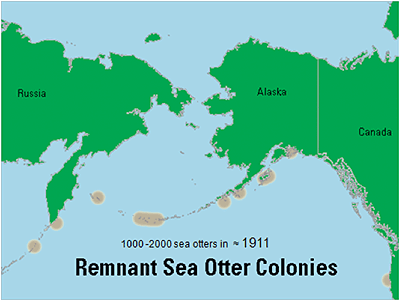 Russia
Alaska
Canada
1000-2000 sea otters in ≈ 1911
Remnant Sea Otter Colonies